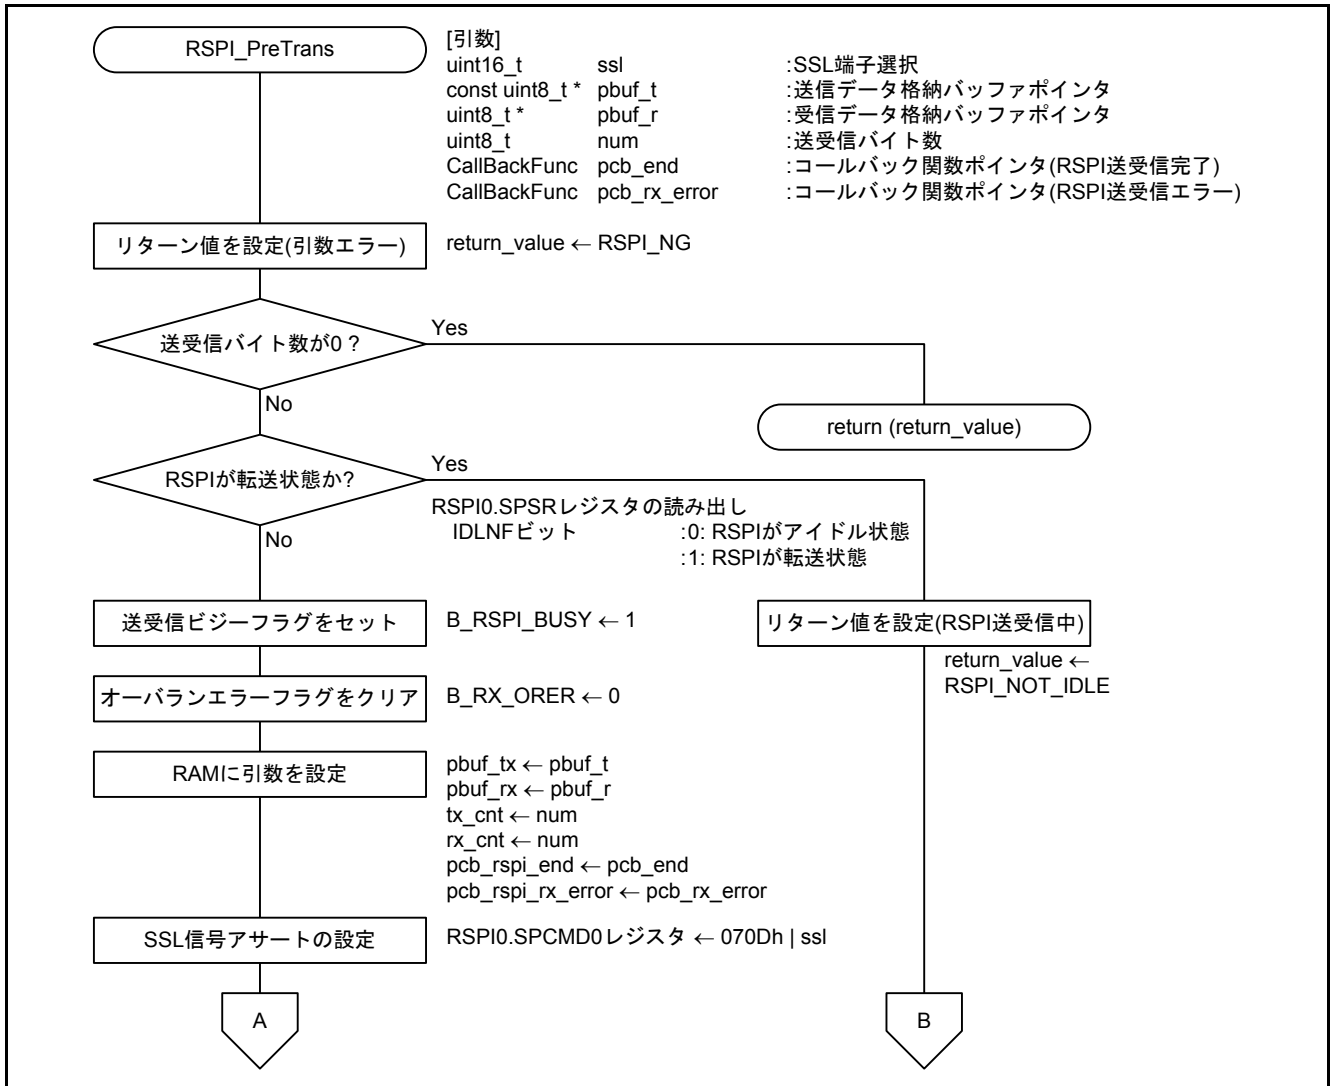 RSPI_PreTrans
[引数]
uint16_t ssl :SSL端子選択
const uint8_t * pbuf_t :送信データ格納バッファポインタ
uint8_t * pbuf_r :受信データ格納バッファポインタ
uint8_t num :送受信バイト数
CallBackFunc pcb_end :コールバック関数ポインタ(RSPI送受信完了)
CallBackFunc pcb_rx_error :コールバック関数ポインタ(RSPI送受信エラー)
リターン値を設定(引数エラー) return_value ← RSPI_NG
送受信バイト数が0?
Yes
No
return (return_value)
RSPIが転送状態か?
Yes
RSPI0.SPSRレジスタの読み出し
IDLNFビット :0: RSPIがアイドル状態
:1: RSPIが転送状態
No
送受信ビジーフラグをセット B_RSPI_BUSY ← 1
リターン値を設定(RSPI送受信中)
return_value ←
RSPI_NOT_IDLE
オーバランエラーフラグをクリア B_RX_ORER ← 0
RAMに引数を設定
pbuf_tx ← pbuf_t
pbuf_rx ← pbuf_r
tx_cnt ← num
rx_cnt ← num
pcb_rspi_end ← pcb_end
pcb_rspi_rx_error ← pcb_rx_error
SSL信号アサートの設定 RSPI0.SPCMD0レジスタ ← 070Dh | ssl
A
B